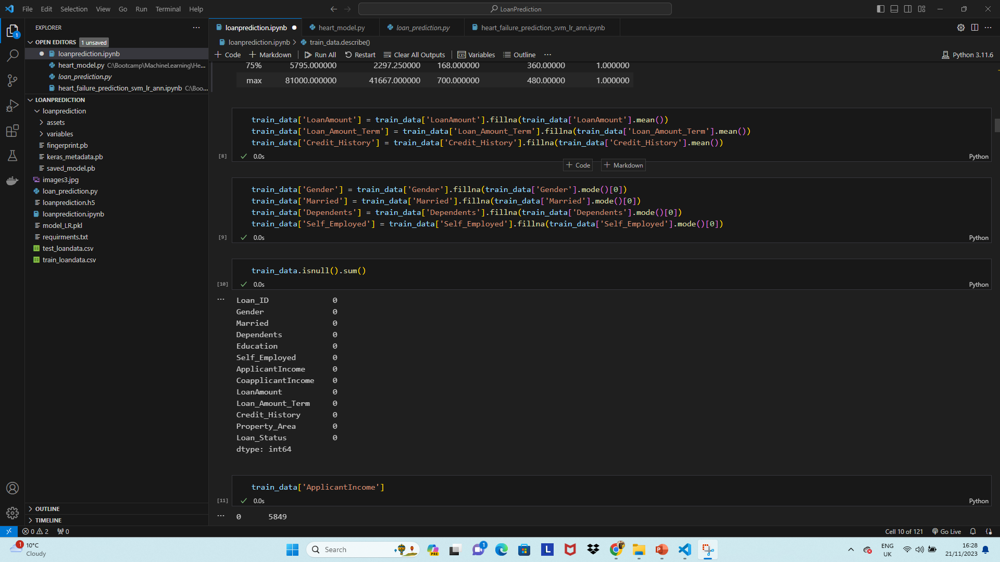 File Edit Selection View Go Run Terminal Help
LoanPrediction
EXPLORER
OPEN EDITORS 1 unsaved
loanprediction.ipynb
heart_model.py C:\Bootcamp\MachineLearning\He...
loan_prediction.py
heart_failure_prediction_svm_lr_ann.ipynb C:\Boo...
LOANPREDICTION
loanprediction
assets
variables
fingerprint.pb
keras_metadata.pb
saved_model.pb
images3.jpg
loan_prediction.py
loanprediction.h5
loanprediction.ipynb
model_LR.pkl
requirments.txt
test_loandata.csv
train_loandata.csv
OUTLINE
TIMELINE
loanprediction.ipynb heart_model.py loan_prediction.py heart_failure_prediction_svm_lr_ann.ipynb
loanprediction.ipynb > train_data.describe()
+ Code + Markdown Run All Restart Clear All Outputs Variables Outline ... Python 3.11.6
75% 5795.000000 2297.250000 168.000000 360.00000 1.000000
max 81000.000000 41667.000000 700.000000 480.00000 1.000000
train_data['LoanAmount'] = train_data['LoanAmount'].fillna(train_data['LoanAmount'].mean())
train_data['Loan_Amount_Term'] = train_data['Loan_Amount_Term'].fillna(train_data['Loan_Amount_Term'].mean())
train_data['Credit_History'] = train_data['Credit_History'].fillna(train_data['Credit_History'].mean())
[8] 0.0s Python
+ Code + Markdown
train_data['Gender'] = train_data['Gender'].fillna(train_data['Gender'].mode()[0])
train_data['Married'] = train_data['Married'].fillna(train_data['Married'].mode()[0])
train_data['Dependents'] = train_data['Dependents'].fillna(train_data['Dependents'].mode()[0])
train_data['Self_Employed'] = train_data['Self_Employed'].fillna(train_data['Self_Employed'].mode()[0])
[9] 0.0s Python
train_data.isnull().sum()
[10] 0.0s Python
Loan_ID 0
Gender 0
Married 0
Dependents 0
Education 0
Self_Employed 0
ApplicantIncome 0
CoapplicantIncome 0
LoanAmount 0
Loan_Amount_Term 0
Credit_History 0
Property_Area 0
Loan_Status 0
dtype: int64
train_data['ApplicantIncome']
[11] 0.0s Python
0 5849
0 2 0
Cell 10 of 121 Go Live
1 10°C
Cloudy
Search
PRE
1
L
P
ENG
UK
16:28
21/11/2023